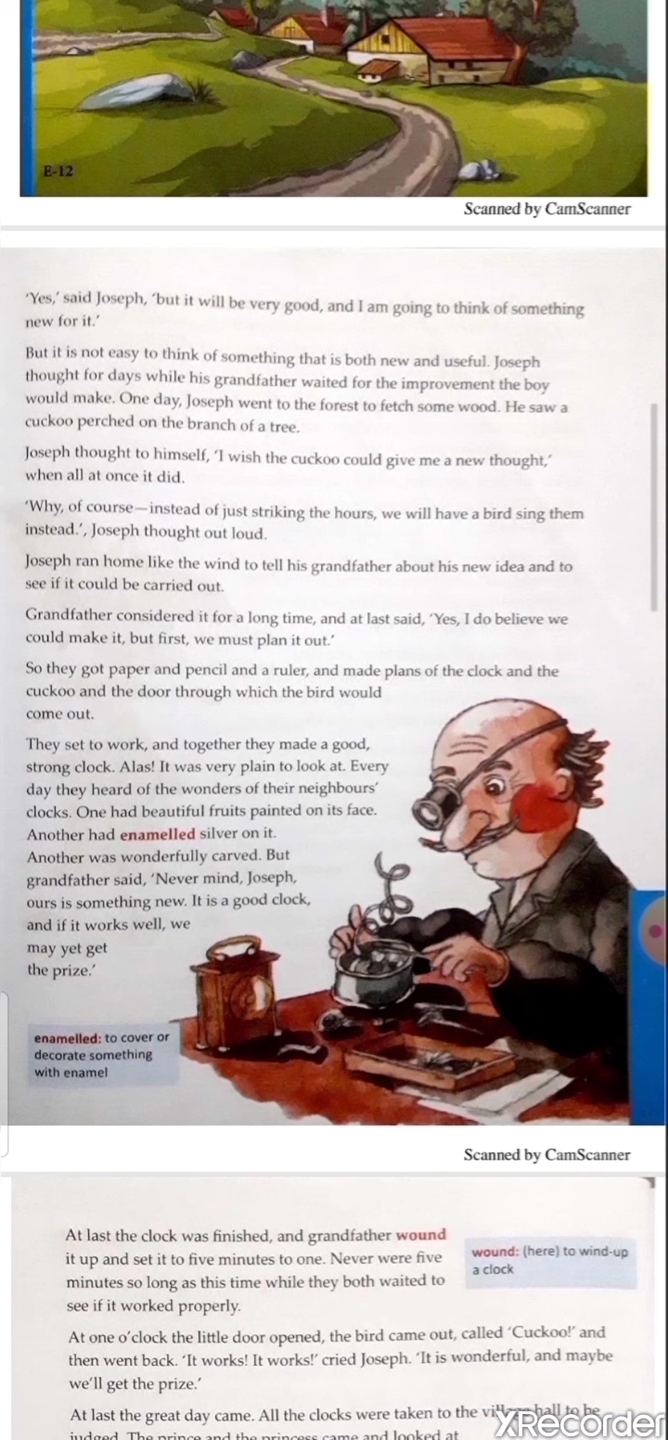 E-12
Scanned by CamScanner
‘Yes,’ said Joseph, ‘but it will be very good, and I am going to think of something
new for it.’
But it is not easy to think of something that is both new and useful. Joseph
thought for days while his grandfather waited for the improvement the boy
would make. One day, Joseph went to the forest to fetch some wood. He saw a
cuckoo perched on the branch of a tree.
Joseph thought to himself, ‘I wish the cuckoo could give me a new thought,’
when all at once it did.
‘Why, of course—instead of just striking the hours, we will have a bird sing them
instead.’, Joseph thought out loud.
Joseph ran home like the wind to tell his grandfather about his new idea and to
see if it could be carried out.
Grandfather considered it for a long time, and at last said, ‘Yes, I do believe we
could make it, but first, we must plan it out.’
So they got paper and pencil and a ruler, and made plans of the clock and the
cuckoo and the door through which the bird would
come out.
They set to work, and together they made a good,
strong clock. Alas! It was very plain to look at. Every
day they heard of the wonders of their neighbours’
clocks. One had beautiful fruits painted on its face.
Another had enamelled silver on it.
Another was wonderfully carved. But
grandfather said, ‘Never mind, Joseph,
ours is something new. It is a good clock,
and if it works well, we
may yet get
the prize.’
enamelled: to cover or
decorate something
with enamel
Scanned by CamScanner
At last the clock was finished, and grandfather wound
it up and set it to five minutes to one. Never were five
minutes so long as this time while they both waited to
see if it worked properly.
wound: (here) to wind-up
a clock
At one o’clock the little door opened, the bird came out, called ‘Cuckoo!’ and
then went back. ‘It works! It works!’ cried Joseph. ‘It is wonderful, and maybe
we’ll get the prize.’
At last the great day came. All the clocks were taken to the village hall to be
judged. The prince and the princess came and looked at
XRecorder